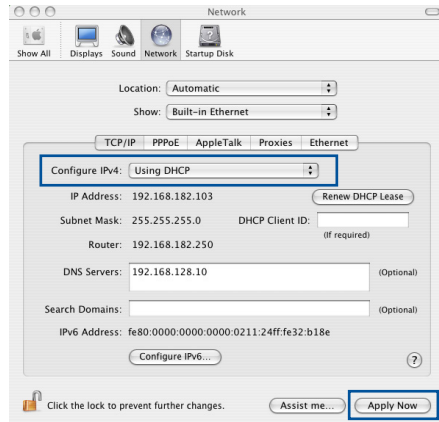 Network
Show All Displays Sound Network Startup Disk
Location: Automatic
Show: Built-in Ethernet
TCP/IP PPPoE AppleTalk Proxies Ethernet
Configure IPv4: Using DHCP
IP Address: 192.168.182.103 Renew DHCP Lease
Subnet Mask: 255.255.255.0 DHCP Client ID:
(If required)
Router: 192.168.182.250
DNS Servers: 192.168.128.10 (Optional)
Search Domains: (Optional)
IPv6 Address: fe80:0000:0000:0000:0211:24ff:fe32:b18e
Configure IPv6... ?
Click the lock to prevent further changes. Assist me... Apply Now